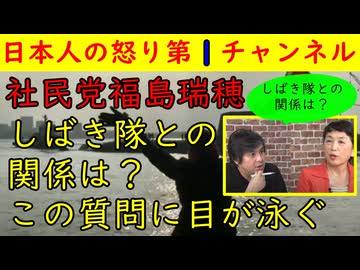 日本人の怒り第1チャンネル
社民党福島瑞穂
しばき隊との
関係は？
しばき隊との
関係は？
この質問に目が泳ぐ